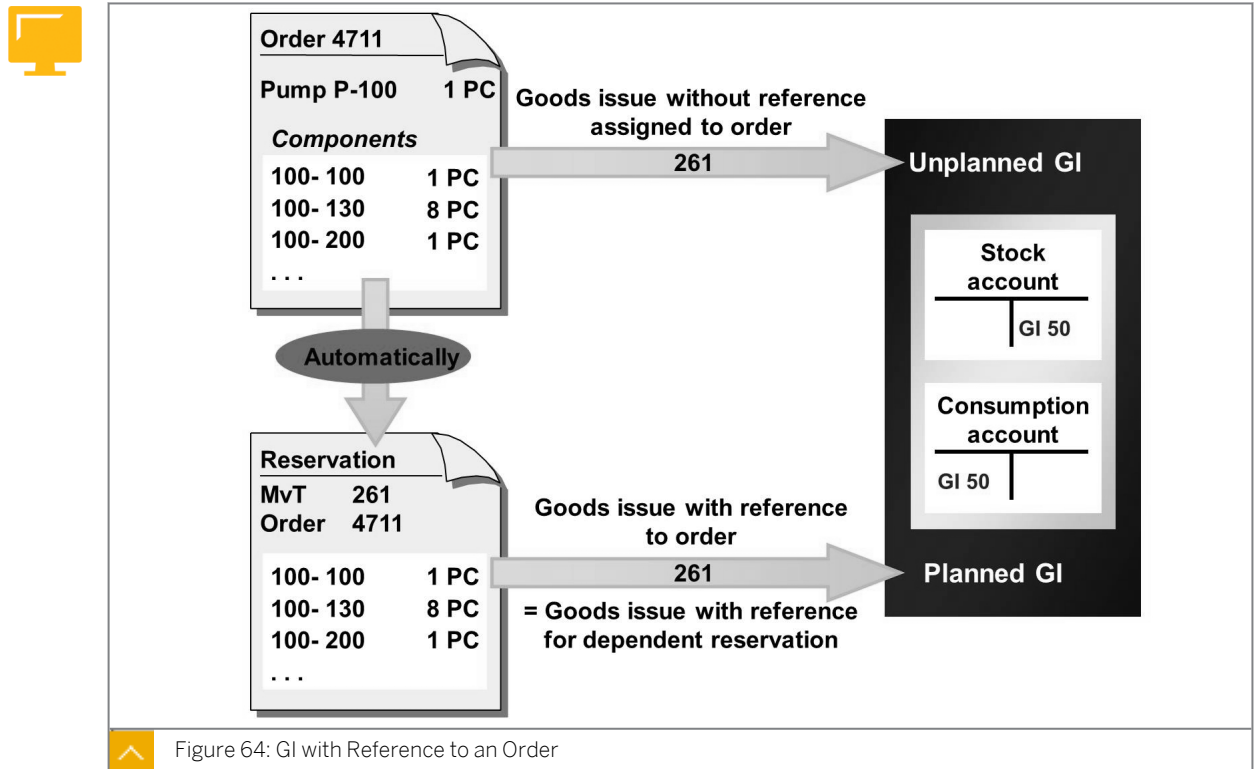 Order 4711
Pump P-100 1 PC
Components
100- 100 1 PC
100- 130 8 PC
100- 200 1 PC
. . .
Automatically
Reservation
MvT 261
Order 4711
100- 100 1 PC
100- 130 8 PC
100- 200 1 PC
. . .
Goods issue without reference
assigned to order
261
Goods issue with reference
to order
261
= Goods issue with reference
for dependent reservation
Unplanned GI
Stock
account
GI 50
Consumption
account
GI 50
Planned GI
Figure 64: GI with Reference to an Order